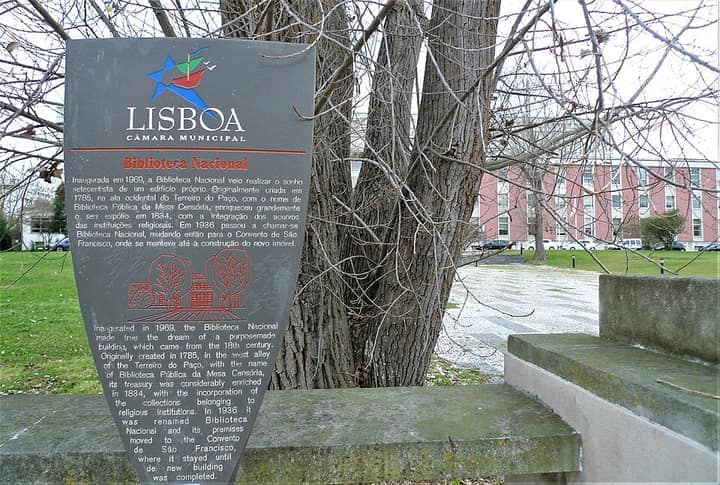 LISBOA
CÂMARA MUNICIPAL
Biblioteca Nacional
Inaugurada em 1969, a Biblioteca Nacional veio realizar o sonho
setecentista de um edifício próprio. Originalmente criada em
1785, na ala ocidental do Terreiro do Paço, com o nome de
Biblioteca Pública da Mesa Censória, enriqueceu grandemente
o seu espólio em 1834, com a integração dos acervos
das instituições religiosas. Em 1936 passou a chamar-se
Biblioteca Nacional, mudando então para o Convento de São
Francisco, onde se manteve até à construção do novo imóvel.
Inaugerated in 1969, the Biblioteca Nacional
made true the dream of a purposemade
building, which came from the 18th century.
Originally created in 1785, in the west alley
of the Terreiro do Paço, with the name of
of Biblioteca Pública da Mesa Censória,
its treasury was considerably enriched
in 1834, with the incorporation of
the collections belonging to
religious institutions. In 1936 it
was renamed Biblioteca
Nacional and its premises
moved to the Convento
de São Francisco,
where it stayed until
de new building
was completed.